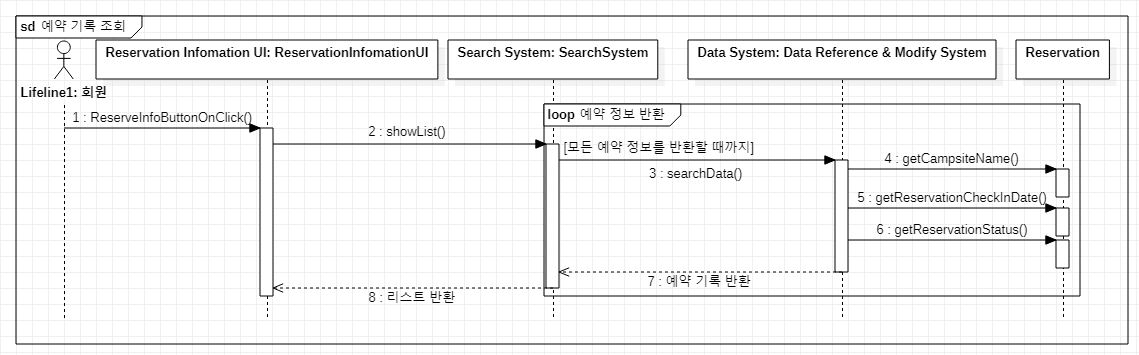 sd 예약 기록 조회
Reservation Infomation UI: ReservationInfomationUI
Search System: SearchSystem
Data System: Data Reference & Modify System
Reservation
Lifeline1: 회원
1 : ReserveInfoButtonOnClick()
loop 예약 정보 반환
2 : showList()
[모든 예약 정보를 반환할 때까지]
3 : searchData()
4 : getCampsiteName()
5 : getReservationCheckInDate()
6 : getReservationStatus()
7 : 예약 기록 반환
8 : 리스트 반환